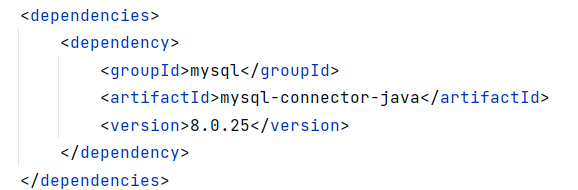 <dependencies>
    <dependency>
        <groupId>mysql</groupId>
        <artifactId>mysql-connector-java</artifactId>
        <version>8.0.25</version>
    </dependency>
</dependencies>